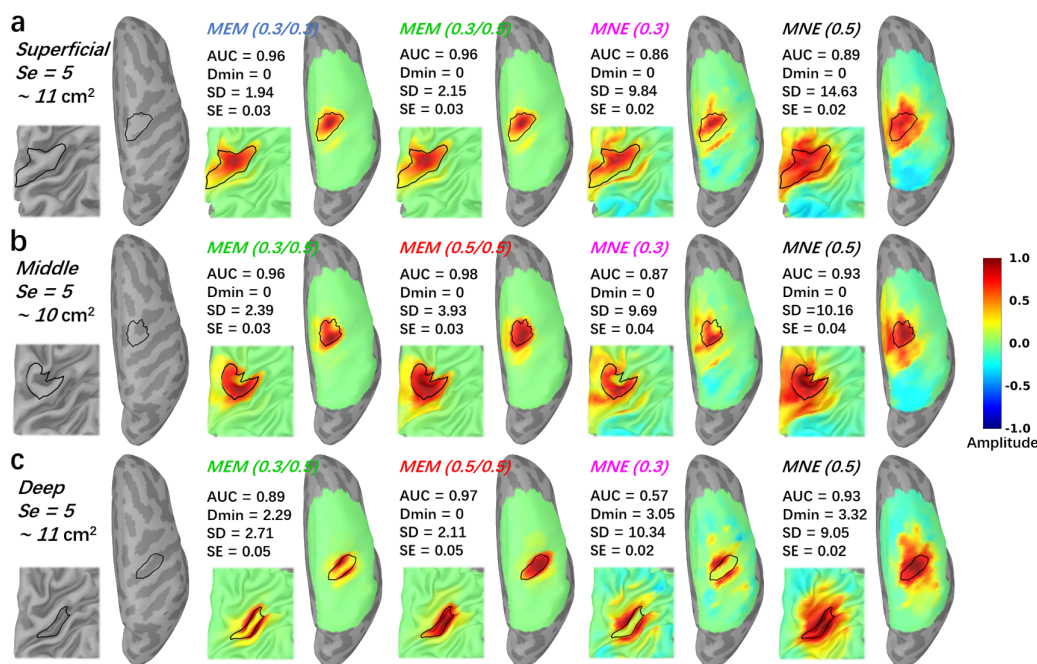 a
Superficial
Se = 5
~ 11 cm²
MEM (0.3/0.3)
AUC = 0.96
Dmin = 0
SD = 1.94
SE = 0.03
MEM (0.3/0.5)
AUC = 0.96
Dmin = 0
SD = 2.15
SE = 0.03
MNE (0.3)
AUC = 0.86
Dmin = 0
SD = 9.84
SE = 0.02
MNE (0.5)
AUC = 0.89
Dmin = 0
SD = 14.63
SE = 0.02
b
Middle
Se = 5
~ 10 cm²
MEM (0.3/0.5)
AUC = 0.96
Dmin = 0
SD = 2.39
SE = 0.03
MEM (0.5/0.5)
AUC = 0.98
Dmin = 0
SD = 3.93
SE = 0.03
MNE (0.3)
AUC = 0.87
Dmin = 0
SD = 9.69
SE = 0.04
MNE (0.5)
AUC = 0.93
Dmin = 0
SD =10.16
SE = 0.04
1.0
0.5
0.0
-0.5
-1.0
Amplitude
c
Deep
Se = 5
~ 11 cm²
MEM (0.3/0.5)
AUC = 0.89
Dmin = 2.29
SD = 2.71
SE = 0.05
MEM (0.5/0.5)
AUC = 0.97
Dmin = 0
SD = 2.11
SE = 0.05
MNE (0.3)
AUC = 0.57
Dmin = 3.05
SD = 10.34
SE = 0.02
MNE (0.5)
AUC = 0.93
Dmin = 3.32
SD = 9.05
SE = 0.02